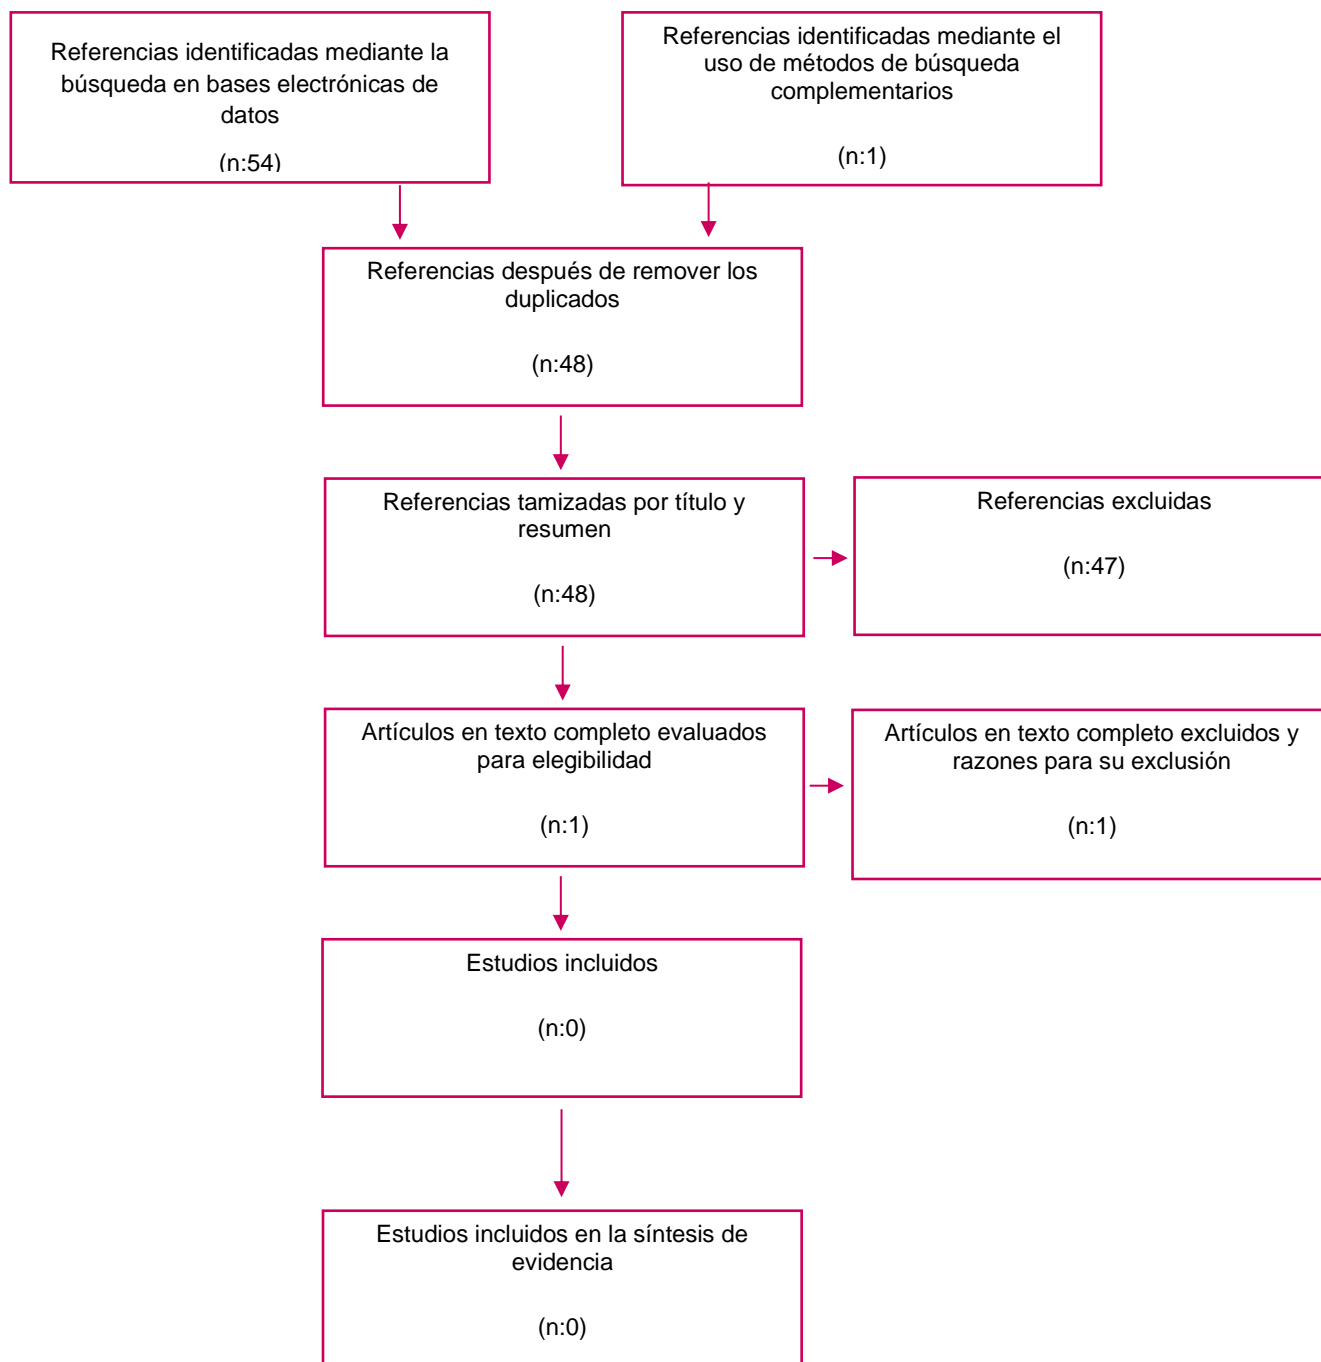 Referencias identificadas mediante la
búsqueda en bases electrónicas de
datos
(n:54)
Referencias identificadas mediante el
uso de métodos de búsqueda
complementarios
(n:1)
Referencias después de remover los
duplicados
(n:48)
Referencias tamizadas por título y
resumen
(n:48)
Referencias excluidas
(n:47)
Artículos en texto completo evaluados
para elegibilidad
(n:1)
Artículos en texto completo excluidos y
razones para su exclusión
(n:1)
Estudios incluidos
(n:0)
Estudios incluidos en la síntesis de
evidencia
(n:0)